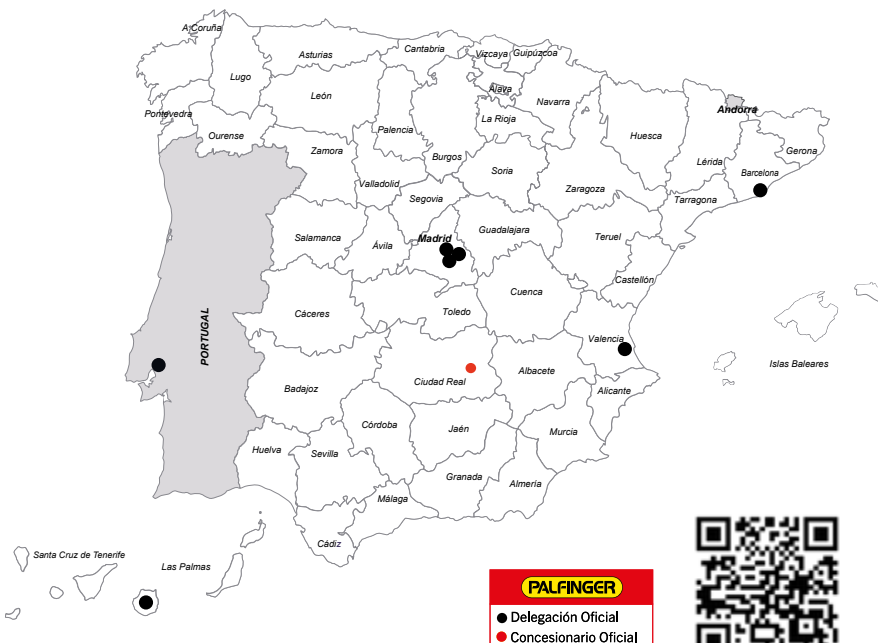 A Coruña
Lugo
Asturias
Cantabria
Vizcaya
Guipúzcoa
Álava
Navarra
León
Palencia
Burgos
La Rioja
Pontevedra
Ourense
Zamora
Valladolid
Soria
Zaragoza
Huesca
Andorra
Lérida
Gerona
Barcelona
Tarragona
Segovia
Salamanca
Ávila
Madrid
Guadalajara
Teruel
Castellón
Cuenca
Toledo
Cáceres
PORTUGAL
Valencia
Islas Baleares
Ciudad Real
Albacete
Badajoz
Alicante
Córdoba
Jaén
Murcia
Huelva
Sevilla
Granada
Almería
Málaga
Cádiz
Santa Cruz de Tenerife
Las Palmas
PALFINGER
Delegación Oficial
Concesionario Oficial